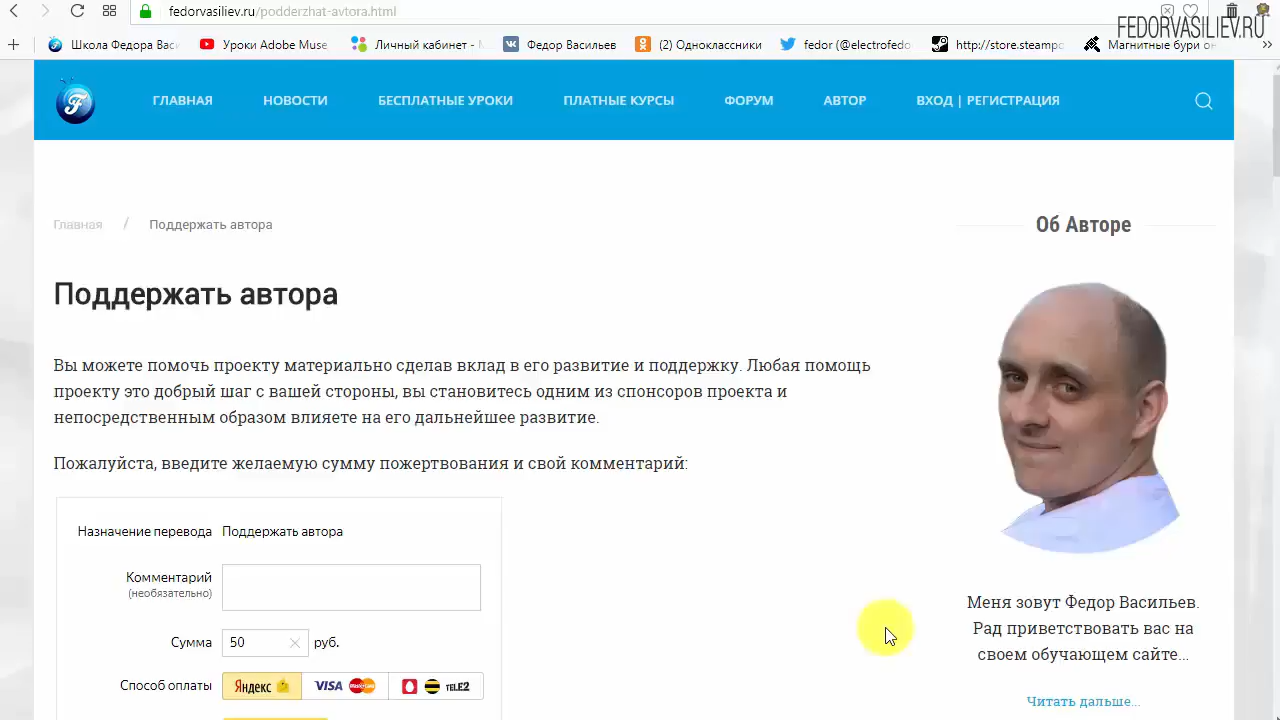 fedorvasiliev.ru/podderzhat-avtora.html
FEDORVASILIEV.RU
Школа Федора Васи
Уроки Adobe Muse
Личный кабинет - М
Федор Васильев
(2) Одноклассники
fedor (@electrofedo
http://store.steampo
Магнитные бури он
ГЛАВНАЯ
НОВОСТИ
БЕСПЛАТНЫЕ УРОКИ
ПЛАТНЫЕ КУРСЫ
ФОРУМ
АВТОР
ВХОД | РЕГИСТРАЦИЯ
Главная / Поддержать автора
Поддержать автора
Вы можете помочь проекту материально сделав вклад в его развитие и поддержку. Любая помощь
проекту это добрый шаг с вашей стороны, вы становитесь одним из спонсоров проекта и
непосредственным образом влияете на его дальнейшее развитие.
Пожалуйста, введите желаемую сумму пожертвования и свой комментарий:
Назначение перевода Поддержать автора
Комментарий
(необязательно)
Сумма 50 руб.
Способ оплаты Яндекс VISA MasterCard TELE2
Об Авторе
Меня зовут Федор Васильев.
Рад приветствовать вас на
своем обучающем сайте...
Читать дальше...